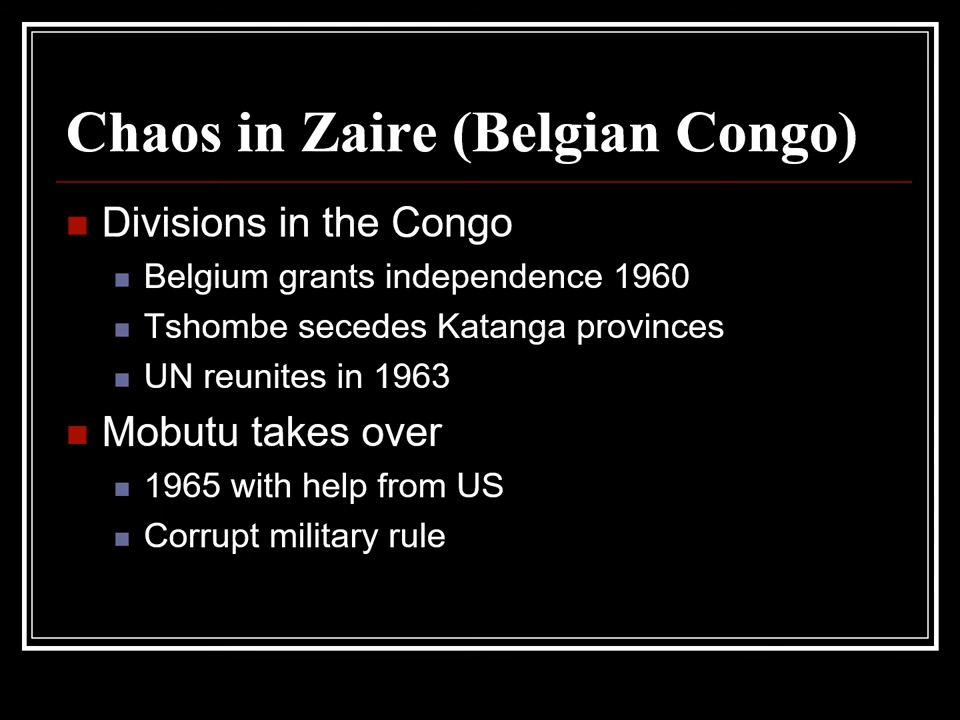 Chaos in Zaire (Belgian Congo)
Divisions in the Congo
Belgium grants independence 1960
Tshombe secedes Katanga provinces
UN reunites in 1963
Mobutu takes over
1965 with help from US
Corrupt military rule